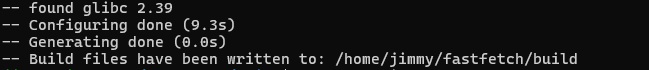 -- found glibc 2.39
-- Configuring done (9.3s)
-- Generating done (0.0s)
-- Build files have been written to: /home/jimmy/fastfetch/build